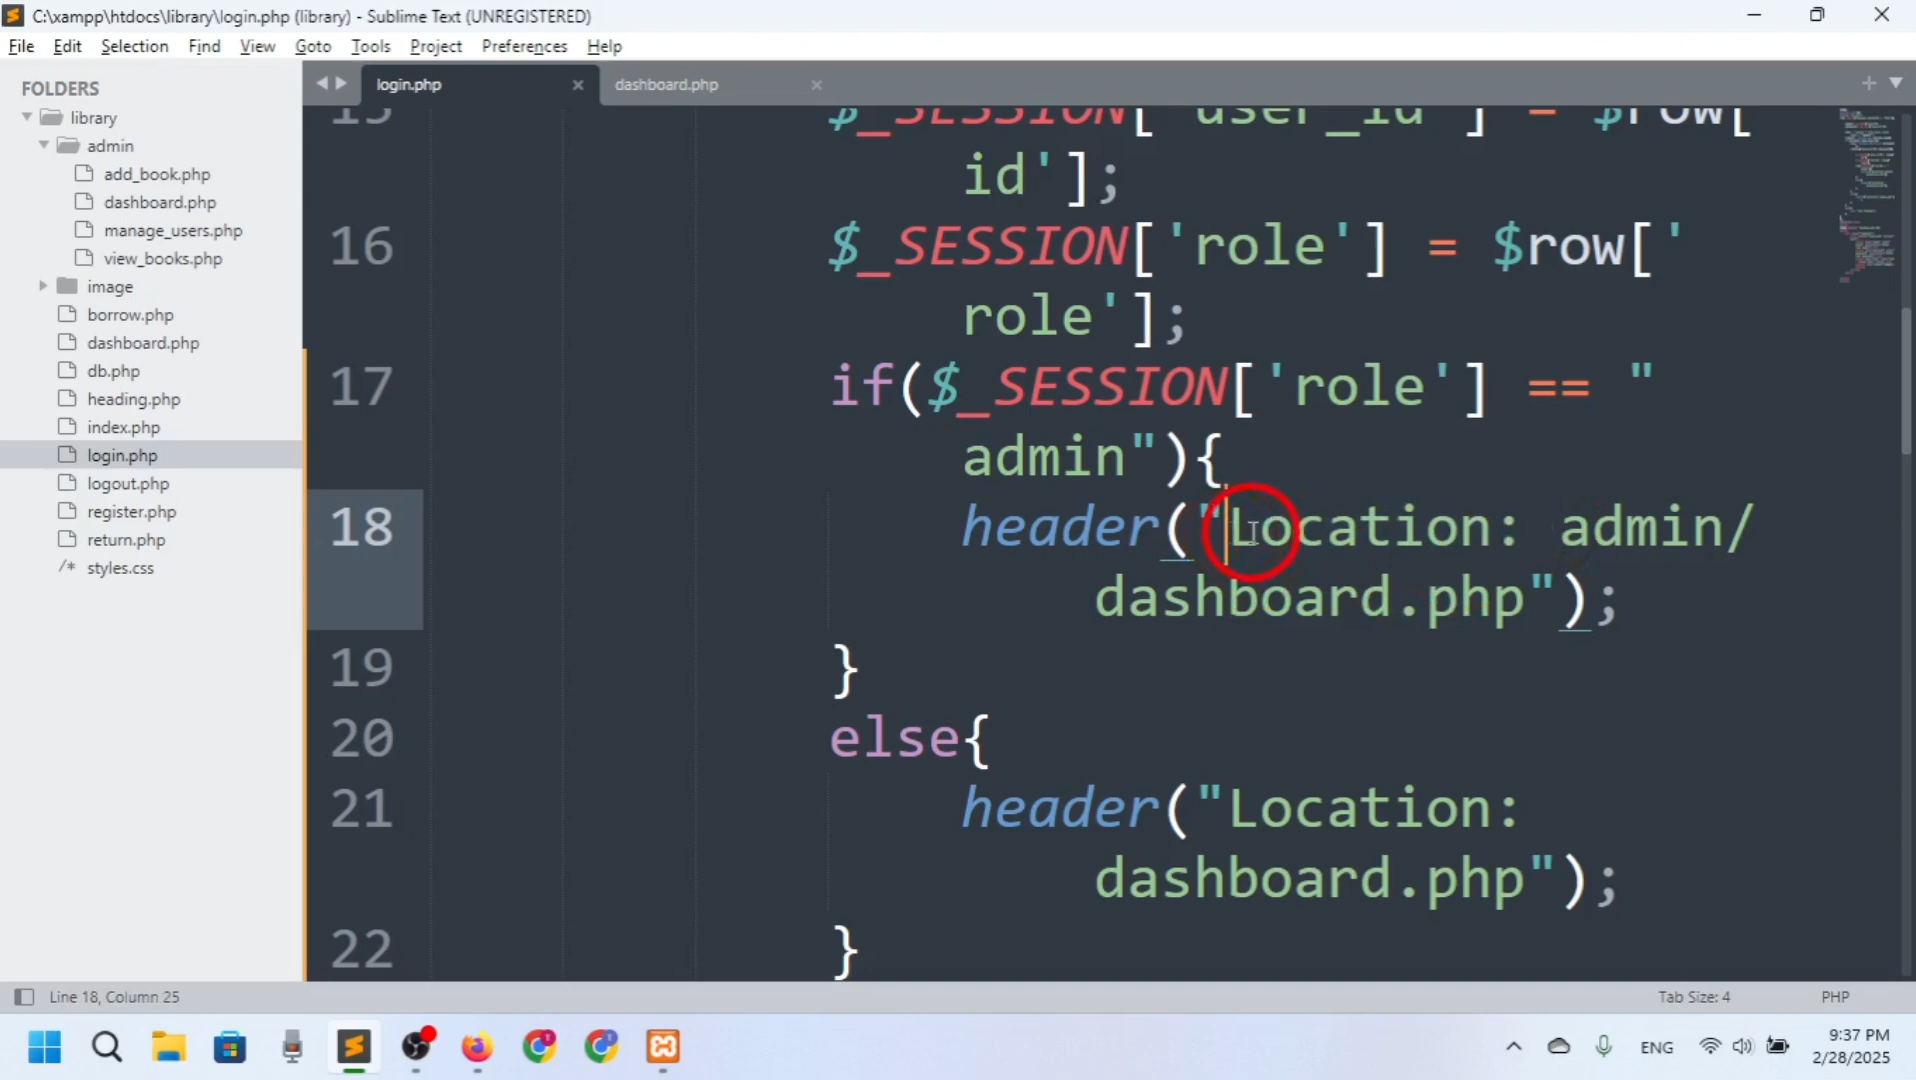 C:\xampp\htdocs\library\login.php (library) - Sublime Text (UNREGISTERED)
File Edit Selection Find View Goto Tools Project Preferences Help
FOLDERS
library
admin
add_book.php
dashboard.php
manage_users.php
view_books.php
image
borrow.php
dashboard.php
db.php
heading.php
index.php
login.php
logout.php
register.php
return.php
/* styles.css
login.php
dashboard.php
15 $_SESSION['user_id'] = $row['
id'];
16 $_SESSION['role'] = $row['
role'];
17 if($_SESSION['role'] == "
admin"){
18 header("Location: admin/
dashboard.php");
19 }
20 else{
21 header("Location:
dashboard.php");
22 }
Line 18, Column 25
Tab Size: 4
PHP
ENG
9:37 PM
2/28/2025